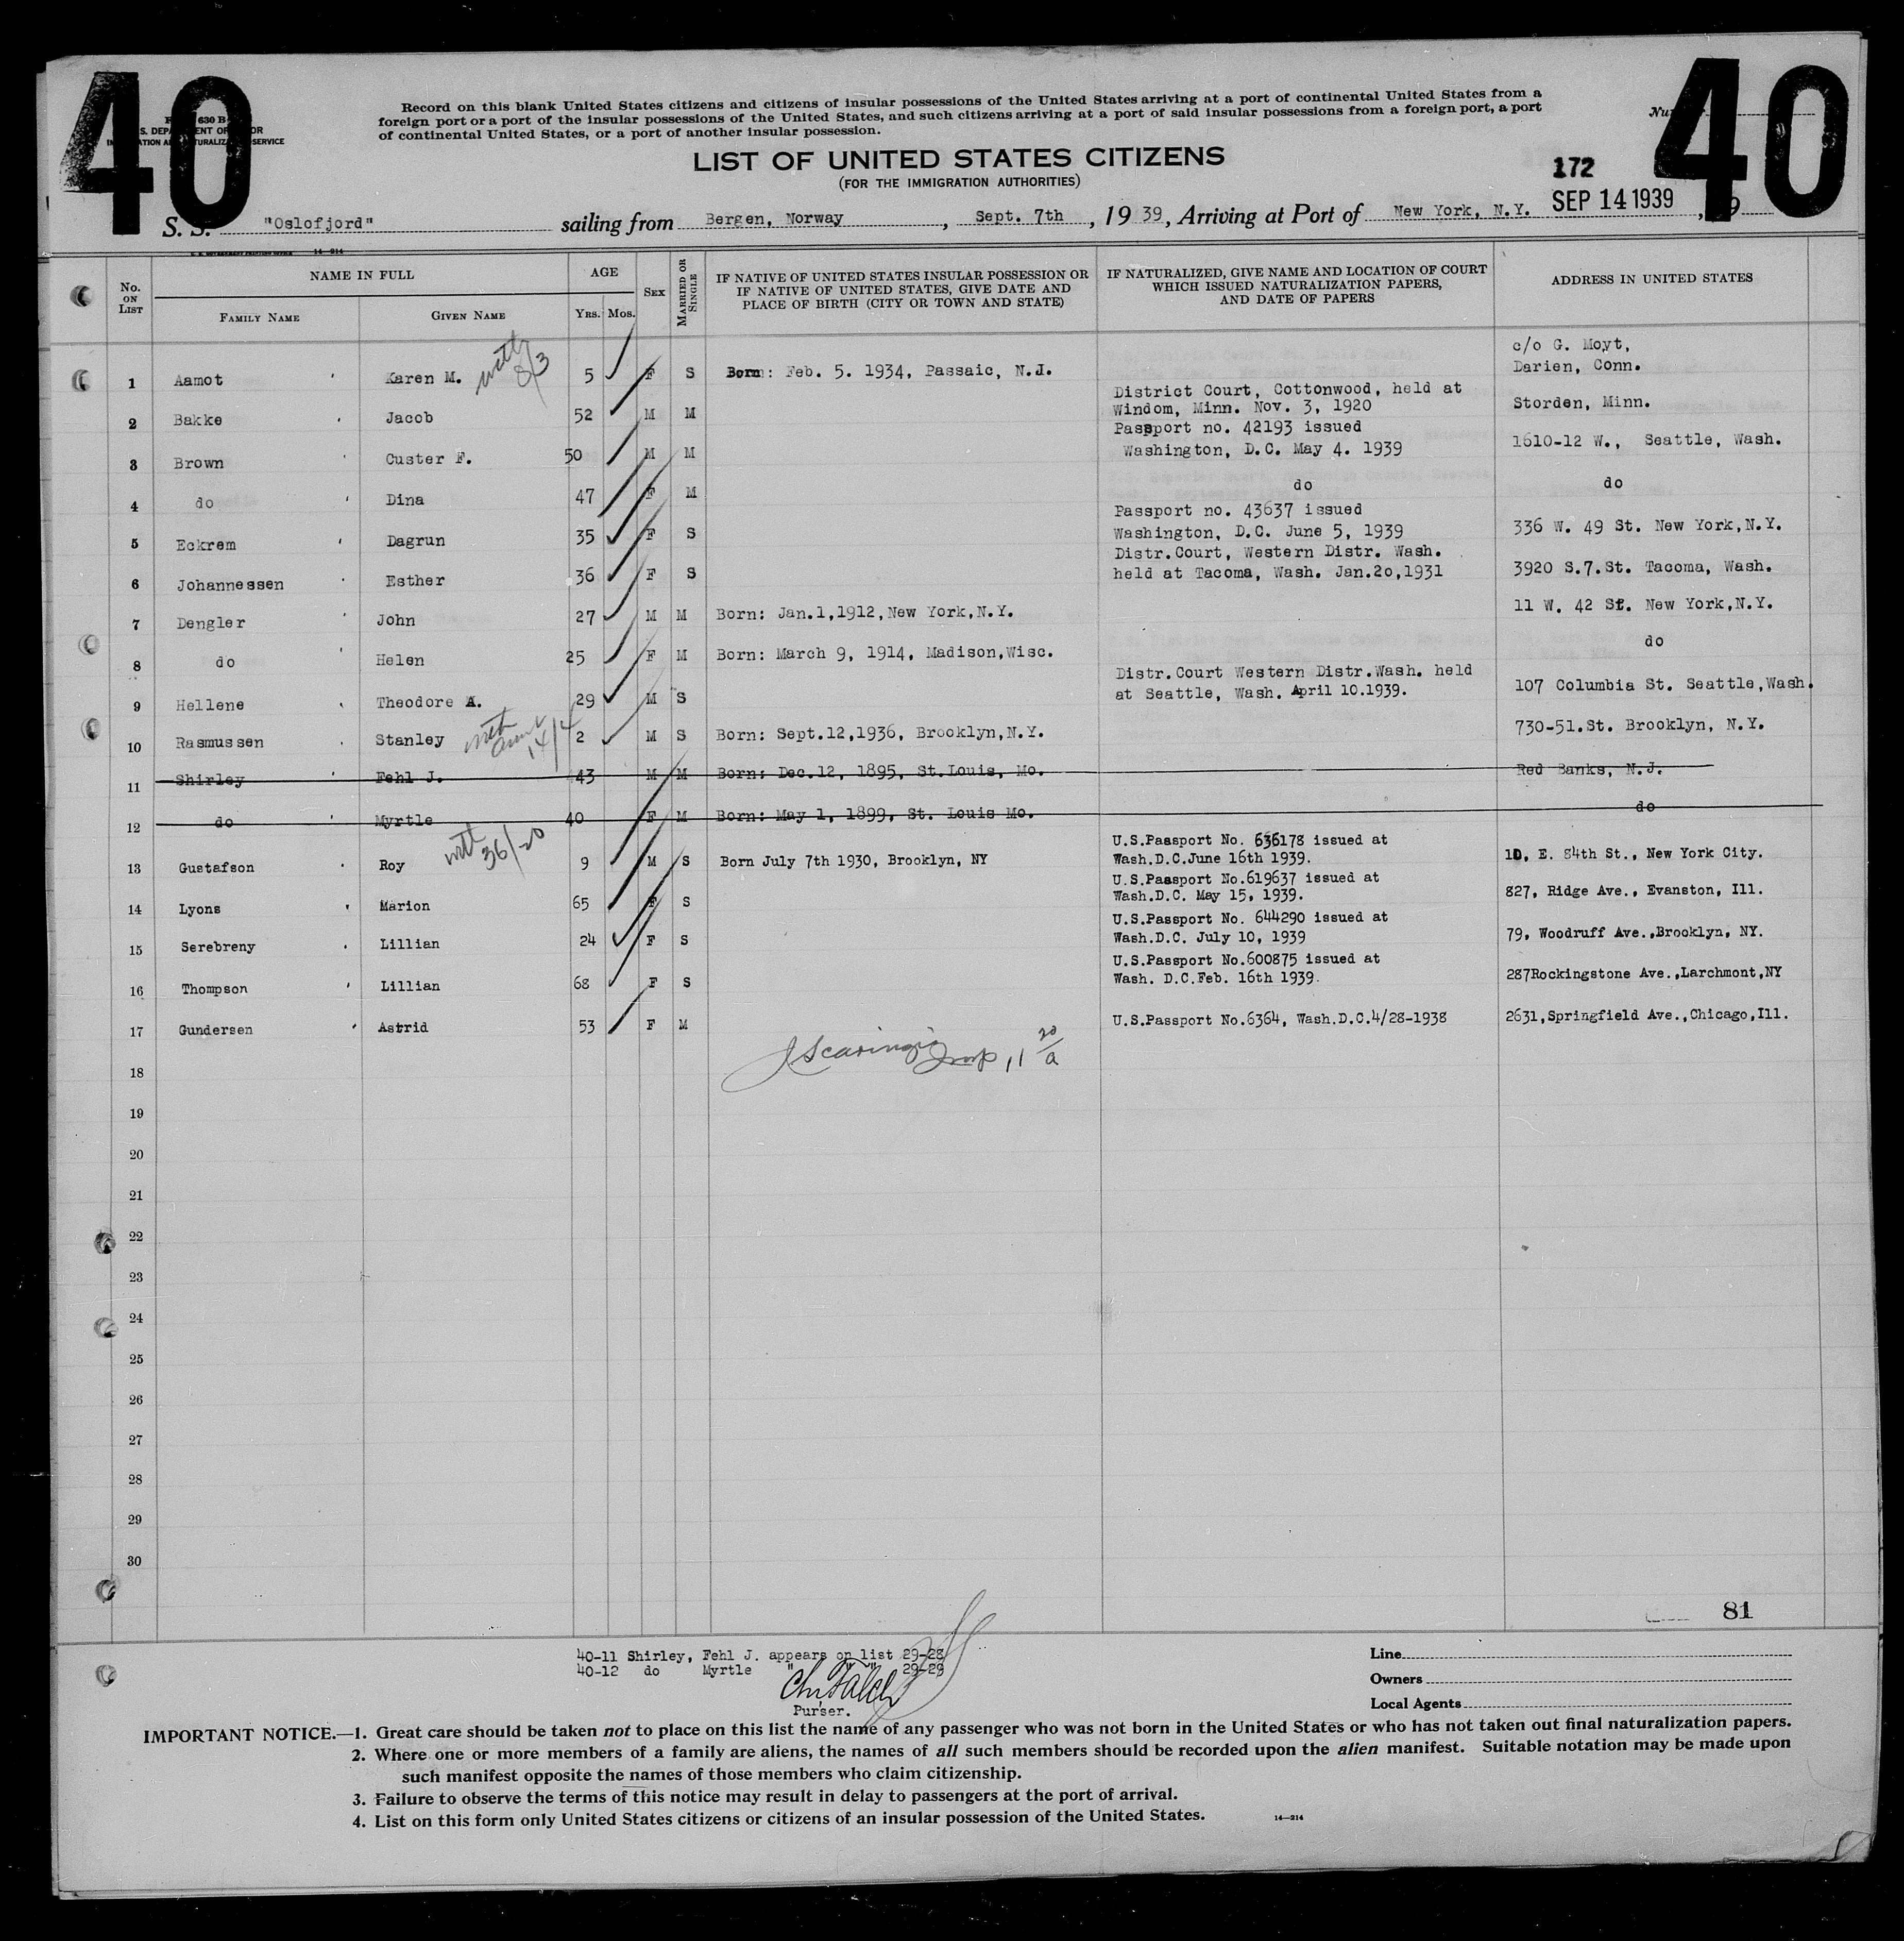 40
40
Record on this blank United States citizens and citizens of insular possessions of the United States arriving at a port of continental United States from a
foreign port or a port of the insular possessions of the United States, and such citizens arriving at a port of said insular possessions from a foreign port, a port
of continental United States, or a port of another insular possession.
630 B
LIST OF UNITED STATES CITIZENS
(FOR THE IMMIGRATION AUTHORITIES)
172
S. S. "Oslofjord" sailing from Bergen, Norway, Sept. 7th, 19 39, Arriving at Port of New York, N.Y. SEP 14 1939, 19
14-214
No. ON LIST
NAME IN FULL
FAMILY NAME
GIVEN NAME
AGE
YRS. MOS.
SEX
MARRIED OR SINGLE
IF NATIVE OF UNITED STATES INSULAR POSSESSION OR
IF NATIVE OF UNITED STATES, GIVE DATE AND
PLACE OF BIRTH (CITY OR TOWN AND STATE)
IF NATURALIZED, GIVE NAME AND LOCATION OF COURT
WHICH ISSUED NATURALIZATION PAPERS,
AND DATE OF PAPERS
ADDRESS IN UNITED STATES
c/o G. Moyt,
1 Aamot Karen M. with 8/3 5 F S Born: Feb. 5. 1934, Passaic, N.J. Darien, Conn.
District Court, Cottonwood, held at
2 Bakke Jacob 52 M M Windom, Minn. Nov. 3, 1920 Storden, Minn.
Passport no. 42193 issued
3 Brown Custer F. 50 M M Washington, D.C. May 4. 1939 1610-12 W., Seattle, Wash.
4 do Dina 47 F M do do
Passport no. 43637 issued
5 Eckrem Dagrun 35 F S Washington, D.C. June 5, 1939 336 W. 49 St. New York,N.Y.
Distr.Court, Western Distr. Wash.
6 Johannessen Esther 36 F S held at Tacoma, Wash. Jan.20,1931 3920 S.7.St. Tacoma, Wash.
7 Dengler John 27 M M Born: Jan.1,1912,New York,N.Y. 11 W. 42 St. New York,N.Y.
8 do Helen 25 F M Born: March 9, 1914, Madison,Wisc. do
Distr.Court Western Distr.Wash. held
9 Hellene Theodore A. 29 M S at Seattle, Wash. April 10.1939. 107 Columbia St. Seattle,Wash.
10 Rasmussen Stanley 2 M S Born: Sept.12,1936, Brooklyn,N.Y. 730-51.St. Brooklyn, N.Y.
11 Shirley Fehl J. 43 M M Born: Dec.12, 1895, St.Louis, Mo. Red Banks, N.J.
12 do Myrtle 40 F M Born: May 1, 1899, St. Louis Mo. do
U.S.Passport No. 636178 issued at
13 Gustafson Roy with 36/20 9 M S Born July 7th 1930, Brooklyn, NY Wash.D.C.June 16th 1939. 10, E. 84th St., New York City.
U.S.Passport No.619637 issued at
14 Lyons Marion 65 F S Wash.D.C. May 15, 1939. 827, Ridge Ave., Evanston, Ill.
U.S.Passport No. 644290 issued at
15 Serebreny Lillian 24 F S Wash.D.C. July 10, 1939 79, Woodruff Ave.,Brooklyn, NY.
U.S.Passport No.600875 issued at
16 Thompson Lillian 68 F S Wash. D.C.Feb. 16th 1939. 287Rockingstone Ave.,Larchmont,NY
17 Gundersen Astrid 53 F M U.S.Passport No.6364, Wash.D.C.4/28-1938 2631,Springfield Ave.,Chicago,Ill.
18
19
20
21
22
23
24
25
26
27
28
29
30
81
40-11 Shirley, Fehl J. appears on list 29-28
40-12 do Myrtle " " " 29-29
Purser.
Line
Owners
Local Agents
IMPORTANT NOTICE.—1. Great care should be taken not to place on this list the name of any passenger who was not born in the United States or who has not taken out final naturalization papers.
2. Where one or more members of a family are aliens, the names of all such members should be recorded upon the alien manifest. Suitable notation may be made upon
such manifest opposite the names of those members who claim citizenship.
3. Failure to observe the terms of this notice may result in delay to passengers at the port of arrival.
4. List on this form only United States citizens or citizens of an insular possession of the United States.
14-214